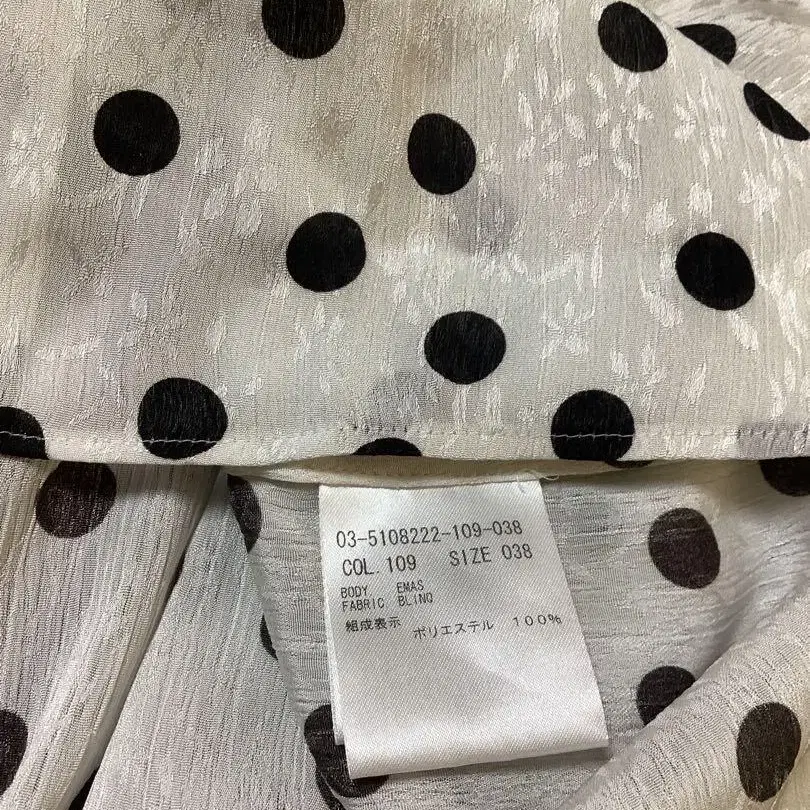 03-5108222-109-038
COL.109 SIZE 038
BODY EMAS
FABRIC BLINQ
組成表示 ポリエステル 100%